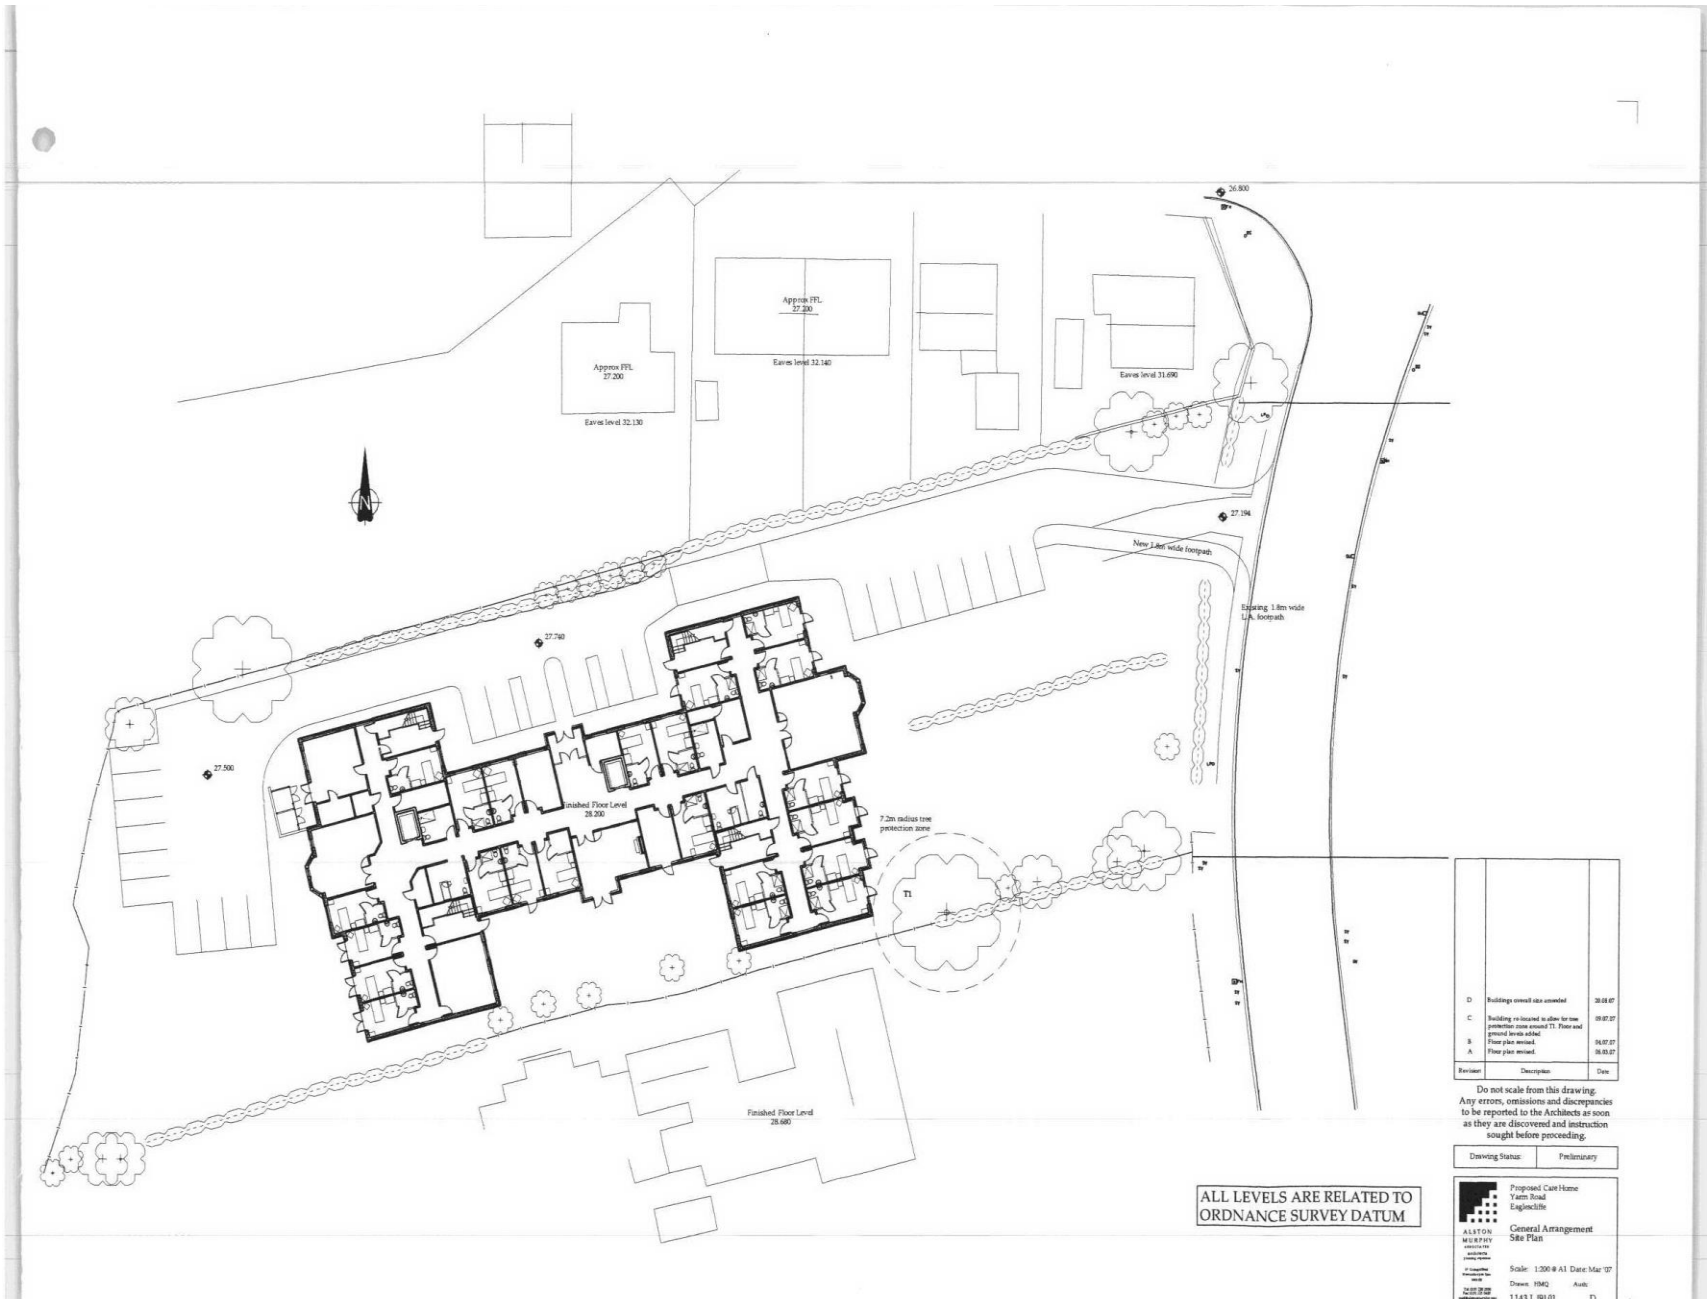 26.800
Approx FFL
27.200
Eaves level 32.140
Approx FFL
27.200
Eaves level 32.130
Eaves level 31.690
N
27.194
New 1.8m wide footpath
Existing 1.8m wide
L.A. footpath
27.760
27.500
Finished Floor Level
28.200
7.2m radius tree
protection zone
T1
Finished Floor Level
28.680
D Buildings overall size amended
C Building re-located to allow for tree
protection zone around T1. Floor and
ground levels added
B Floor plan revised.
A Floor plan revised.
Revision Description Date
Do not scale from this drawing.
Any errors, omissions and discrepancies
to be reported to the Architects as soon
as they are discovered and instruction
sought before proceeding.
Drawing Status: Preliminary
ALL LEVELS ARE RELATED TO
ORDNANCE SURVEY DATUM
Proposed Care Home
Yarm Road
Eaglescliffe
General Arrangement
Site Plan
ALSTON
MURPHY
ASSOCIATES
Scale: 1:200 @ A1 Date: Mar '07
Drawn: HMQ Auth: